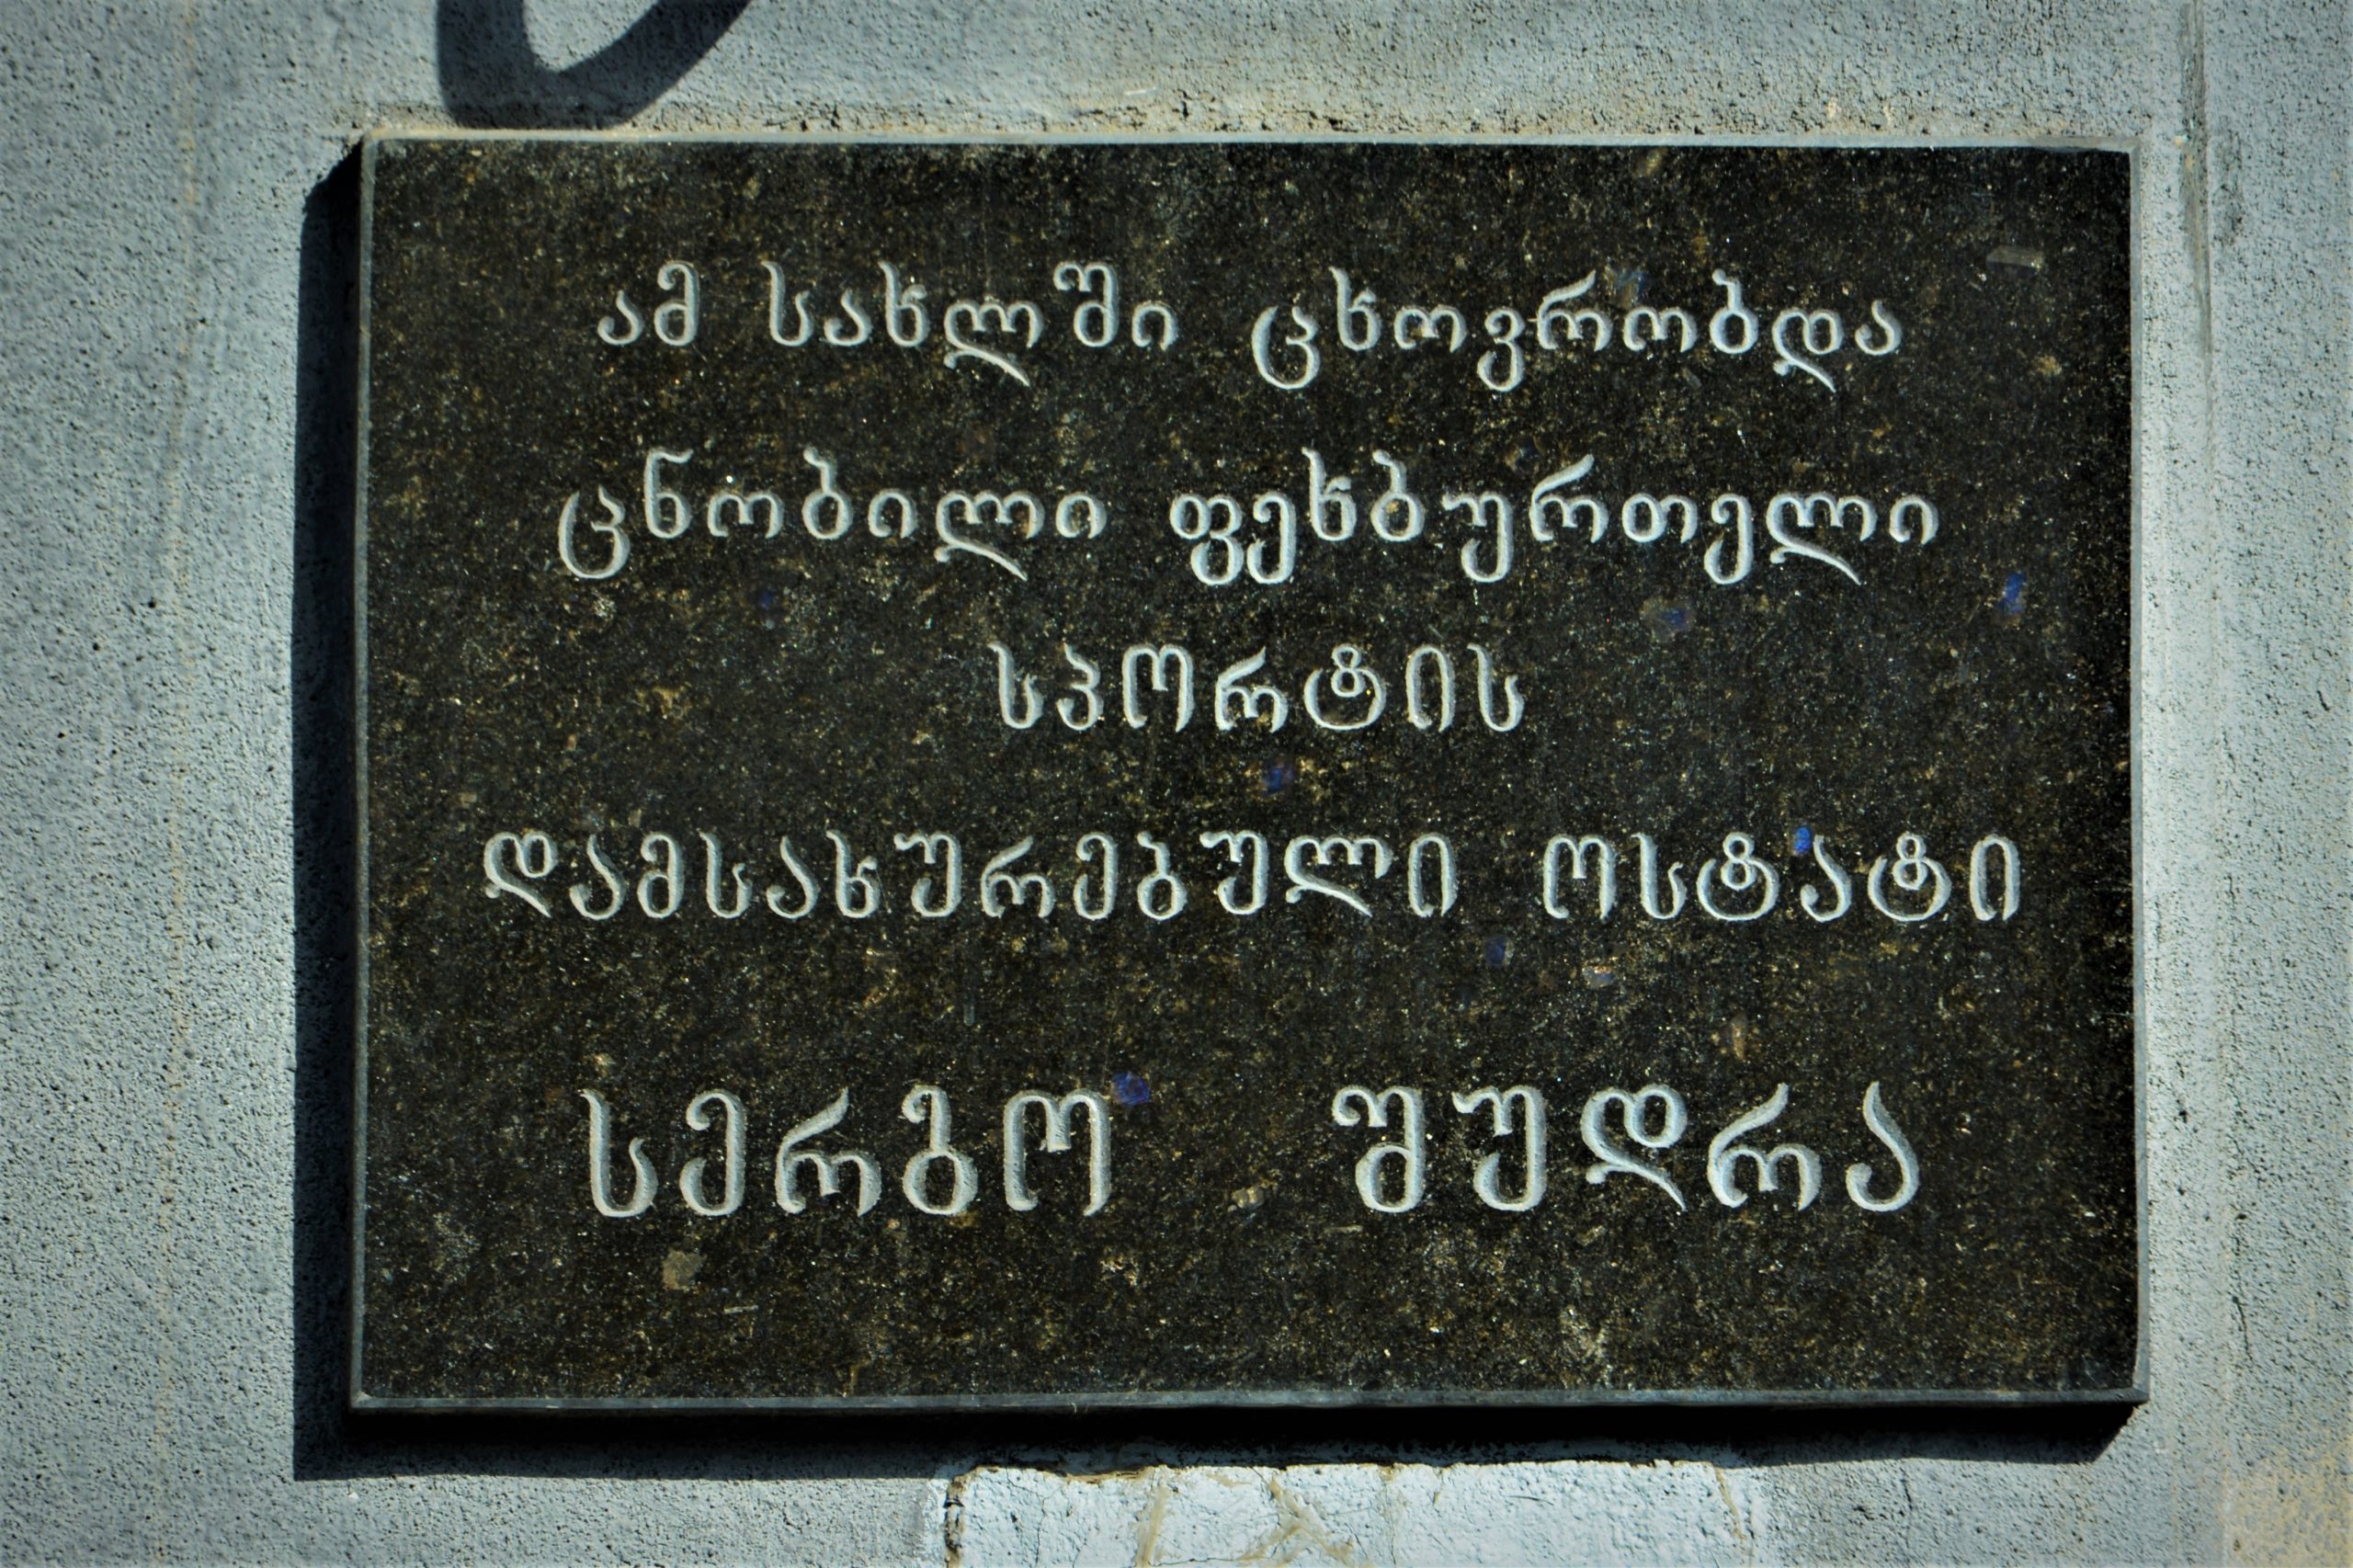 ამ სახლში ცხოვრობდა
ცნობილი ფეხბურთელი
სპორტის
დამსახურებული ოსტატი
სერგო შუდრა